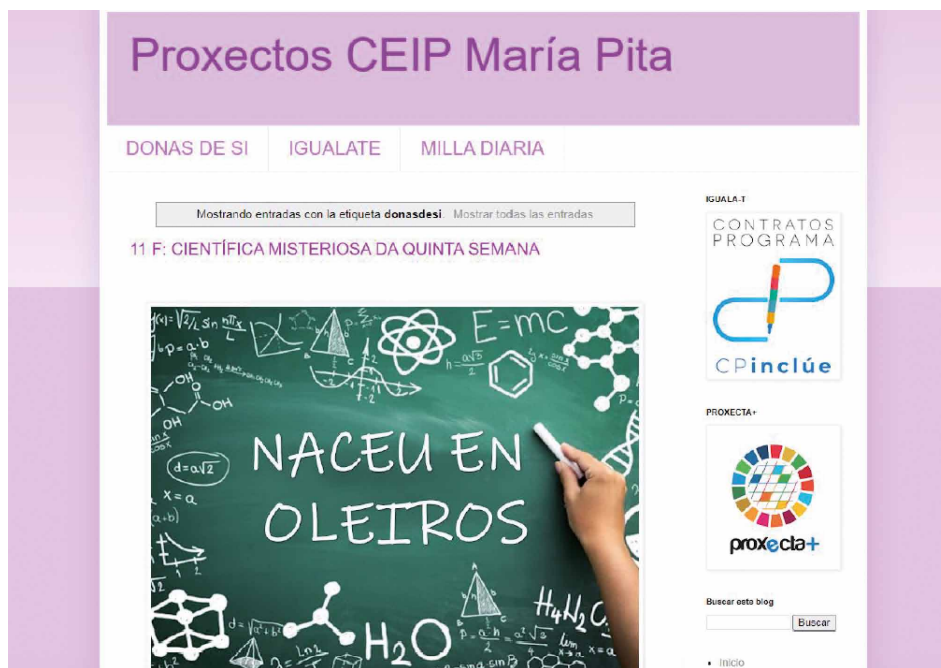 Proxectos CEIP María Pita
DONAS DE SI
IGUALATE
MILLA DIARIA
Mostrando entradas con la etiqueta donasdesi. Mostrar todas las entradas
11 F: CIENTÍFICA MISTERIOSA DA QUINTA SEMANA
E=mc
NACEU EN
OLEIROS
d=a√2
x=a
H2O
IGUALA-T
CONTRATOS
PROGRAMA
CPinclúe
PROXECTA+
proxecta+
Buscar este blog
Buscar
Inicio